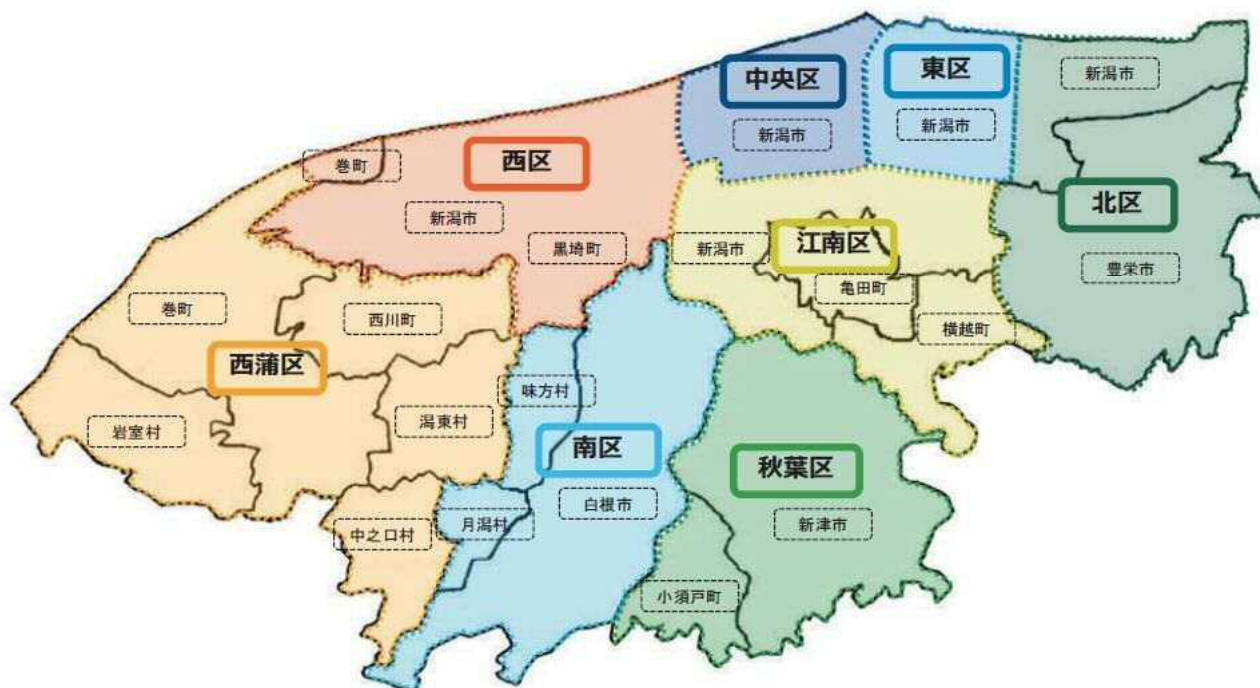 中央区
東区
新潟市
新潟市
新潟市
巻町
西区
北区
新潟市
黒埼町
新潟市
江南区
豊栄市
巻町
西川町
亀田町
横越町
西蒲区
味方村
岩室村
潟東村
南区
秋葉区
白根市
新津市
中之口村
月潟村
小須戸町